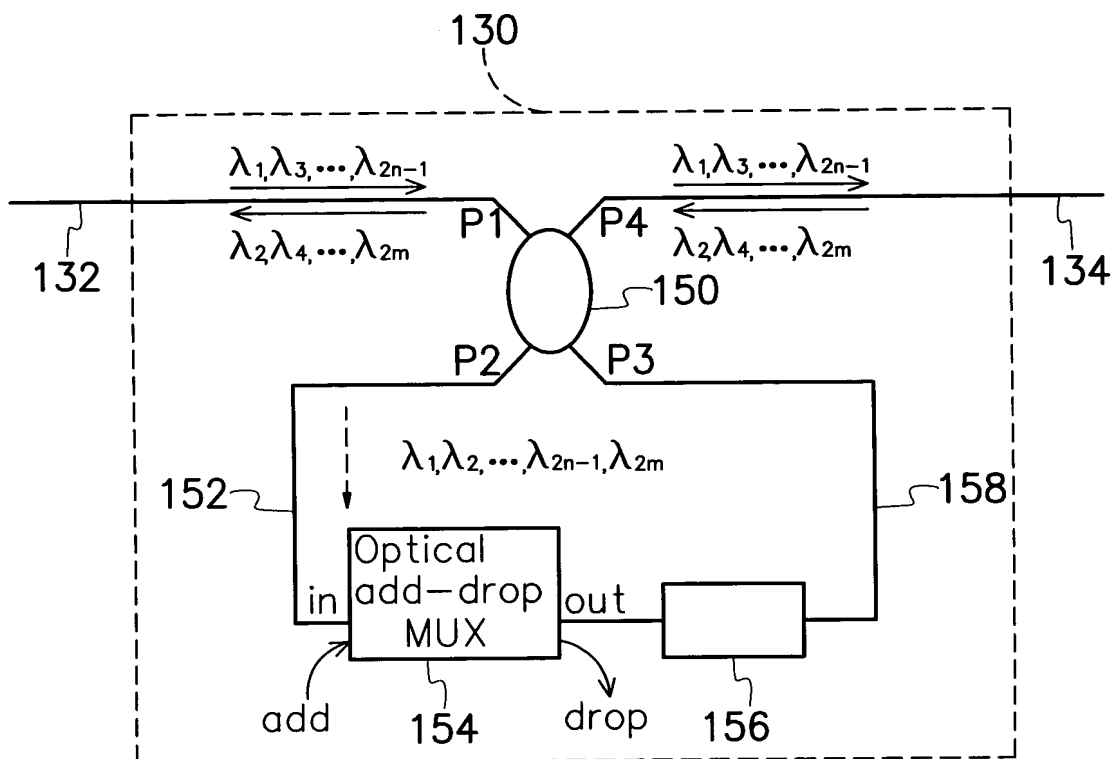 130
λ1,λ3,...,λ2n-1
λ1,λ3,...,λ2n-1
P1
P4
λ2,λ4,...,λ2m
λ2,λ4,...,λ2m
132
150
134
P2
P3
λ1,λ2,...,λ2n-1,λ2m
152
158
Optical
add-drop
MUX
in
out
add
154
drop
156